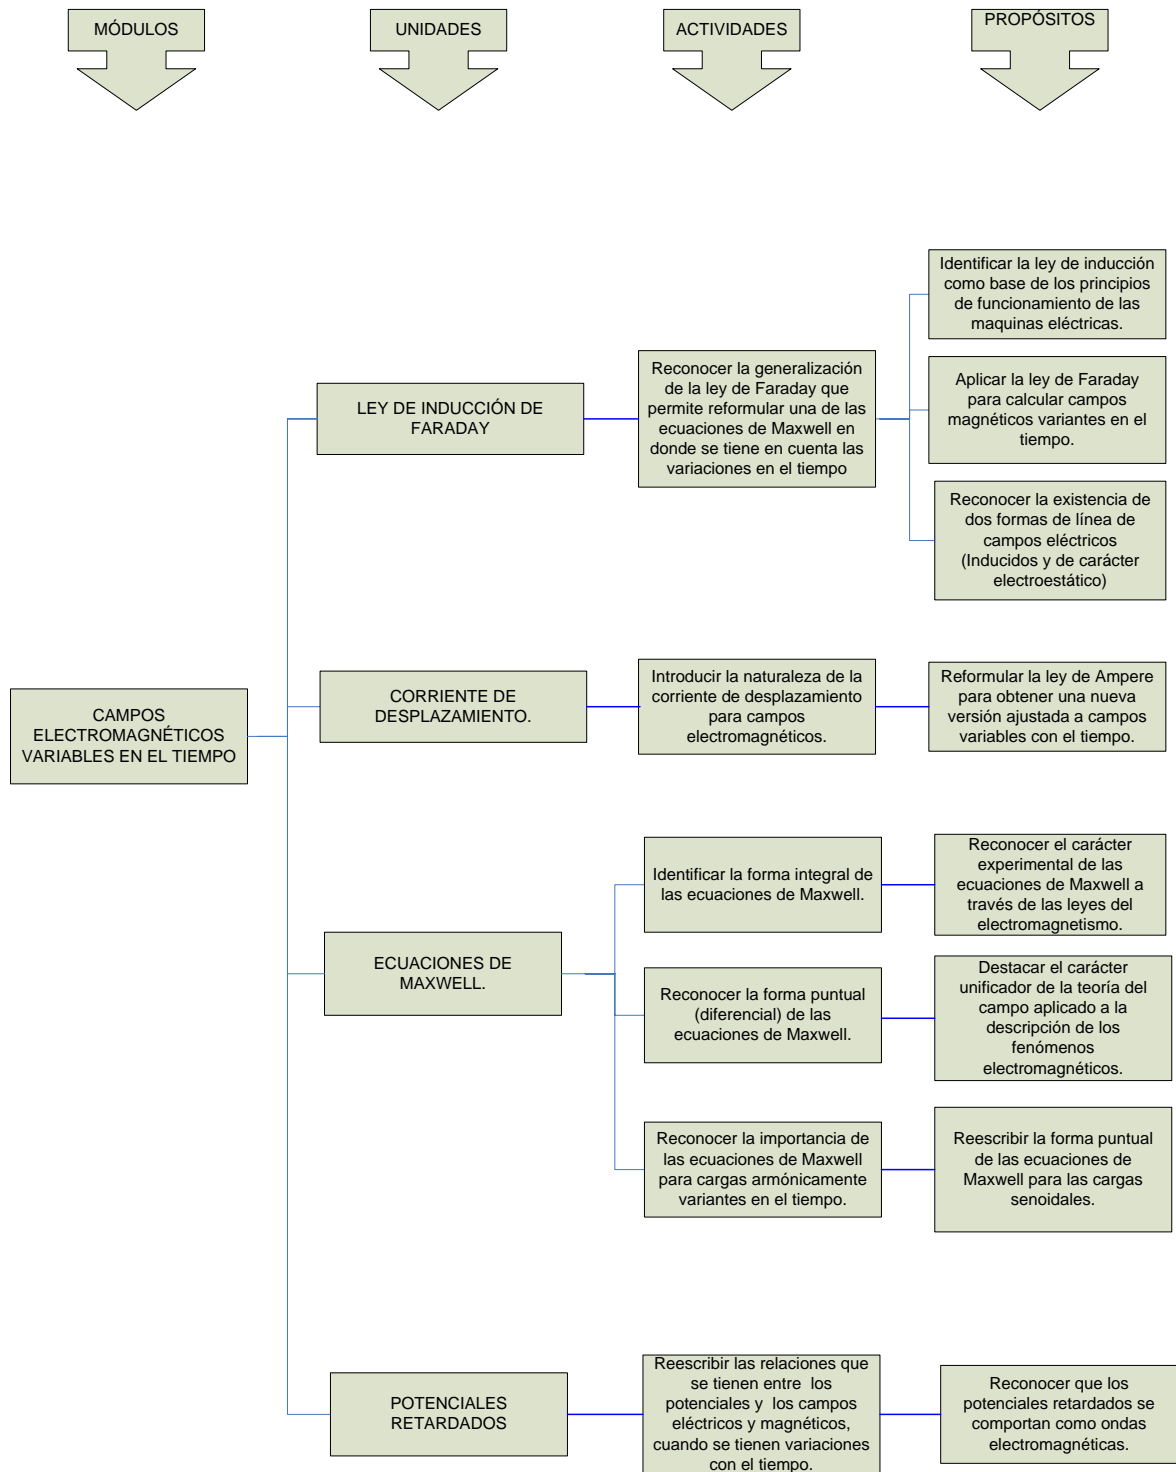 MÓDULOS
UNIDADES
ACTIVIDADES
PROPÓSITOS
CAMPOS
ELECTROMAGNÉTICOS
VARIABLES EN EL TIEMPO
LEY DE INDUCCIÓN DE
FARADAY
Reconocer la generalización
de la ley de Faraday que
permite reformular una de las
ecuaciones de Maxwell en
donde se tiene en cuenta las
variaciones en el tiempo
Identificar la ley de inducción
como base de los principios
de funcionamiento de las
maquinas eléctricas.
Aplicar la ley de Faraday
para calcular campos
magnéticos variantes en el
tiempo.
Reconocer la existencia de
dos formas de línea de
campos eléctricos
(Inducidos y de carácter
electroestático)
CORRIENTE DE
DESPLAZAMIENTO.
Introducir la naturaleza de la
corriente de desplazamiento
para campos
electromagnéticos.
Reformular la ley de Ampere
para obtener una nueva
versión ajustada a campos
variables con el tiempo.
ECUACIONES DE
MAXWELL.
Identificar la forma integral de
las ecuaciones de Maxwell.
Reconocer el carácter
experimental de las
ecuaciones de Maxwell a
través de las leyes del
electromagnetismo.
Reconocer la forma puntual
(diferencial) de las
ecuaciones de Maxwell.
Destacar el carácter
unificador de la teoría del
campo aplicado a la
descripción de los
fenómenos
electromagnéticos.
Reconocer la importancia de
las ecuaciones de Maxwell
para cargas armónicamente
variantes en el tiempo.
Reescribir la forma puntual
de las ecuaciones de
Maxwell para las cargas
senoidales.
POTENCIALES
RETARDADOS
Reescribir las relaciones que
se tienen entre los
potenciales y los campos
eléctricos y magnéticos,
cuando se tienen variaciones
con el tiempo.
Reconocer que los
potenciales retardados se
comportan como ondas
electromagnéticas.